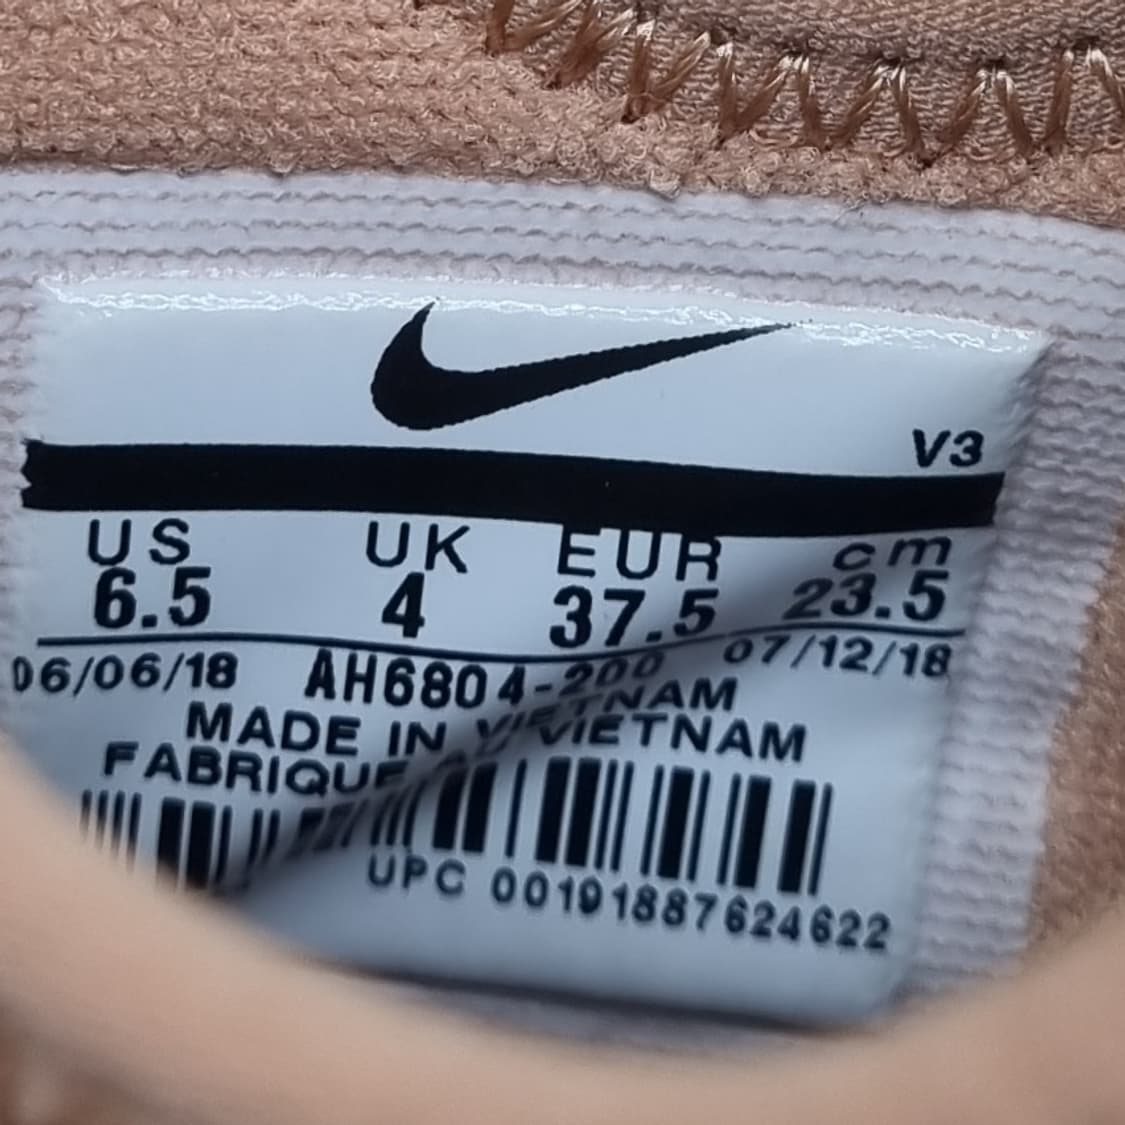 V3
US UK EUR cm
6.5 4 37.5 23.5
06/06/18 AH6804-200 07/12/18
MADE IN VIETNAM
FABRIQUE AU VIETNAM
UPC 00191887624622